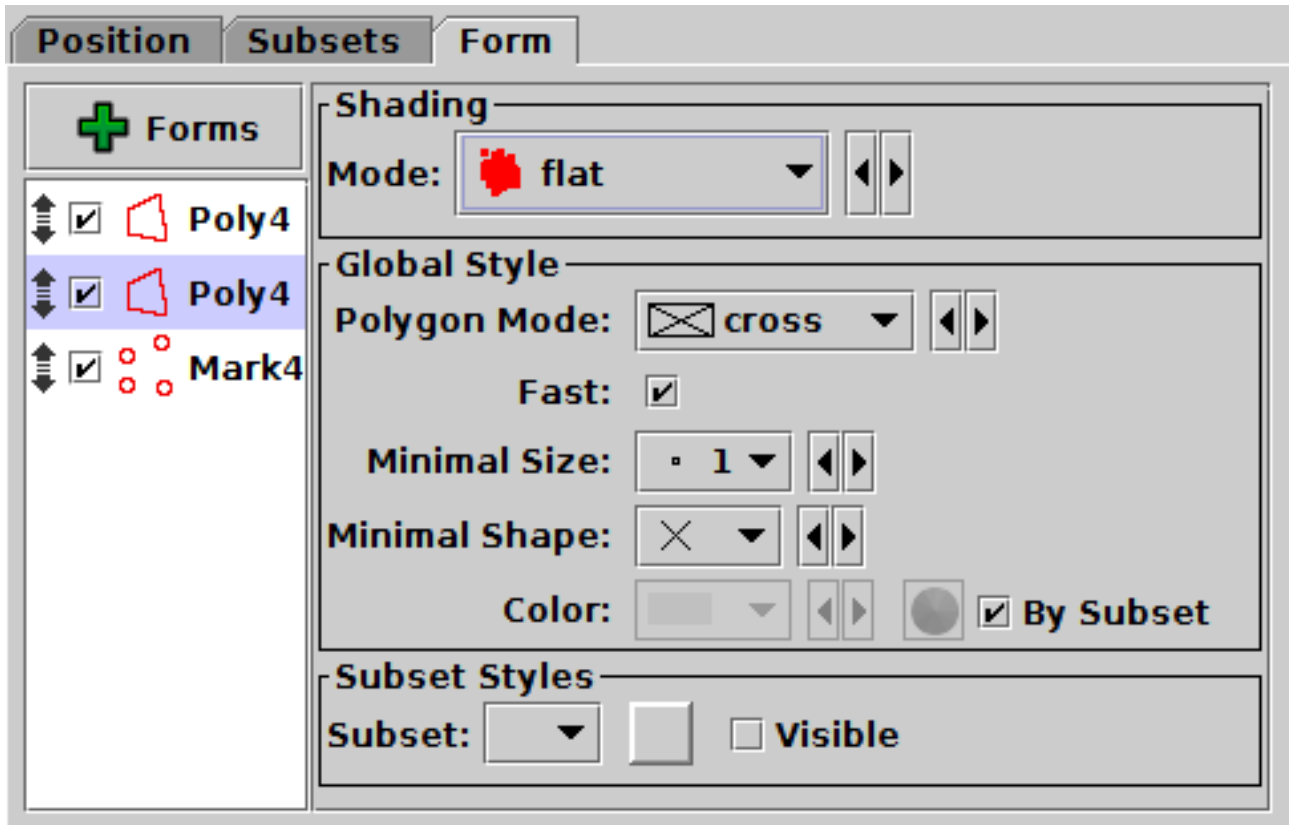 Position Subsets Form
Forms
Poly4
Poly4
Mark4
Shading
Mode: flat
Global Style
Polygon Mode: cross
Fast:
Minimal Size: 1
Minimal Shape:
Color: By Subset
Subset Styles
Subset: Visible